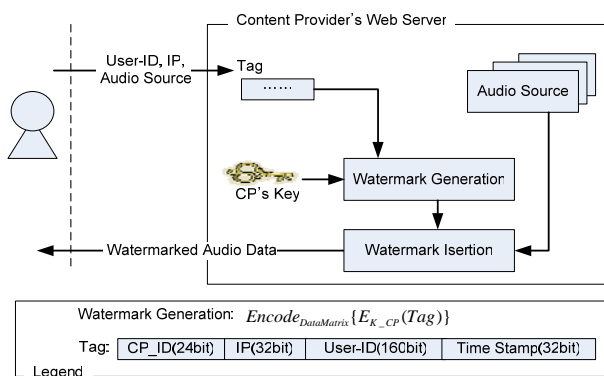 Content Provider's Web Server
User-ID, IP,
Audio Source
Tag
......
Audio Source
CP's Key
Watermark Generation
Watermarked Audio Data
Watermark Isertion
Watermark Generation: Encode_DataMatrix{E_K_CP(Tag)}
Tag: CP_ID(24bit) IP(32bit) User-ID(160bit) Time Stamp(32bit)
Legend